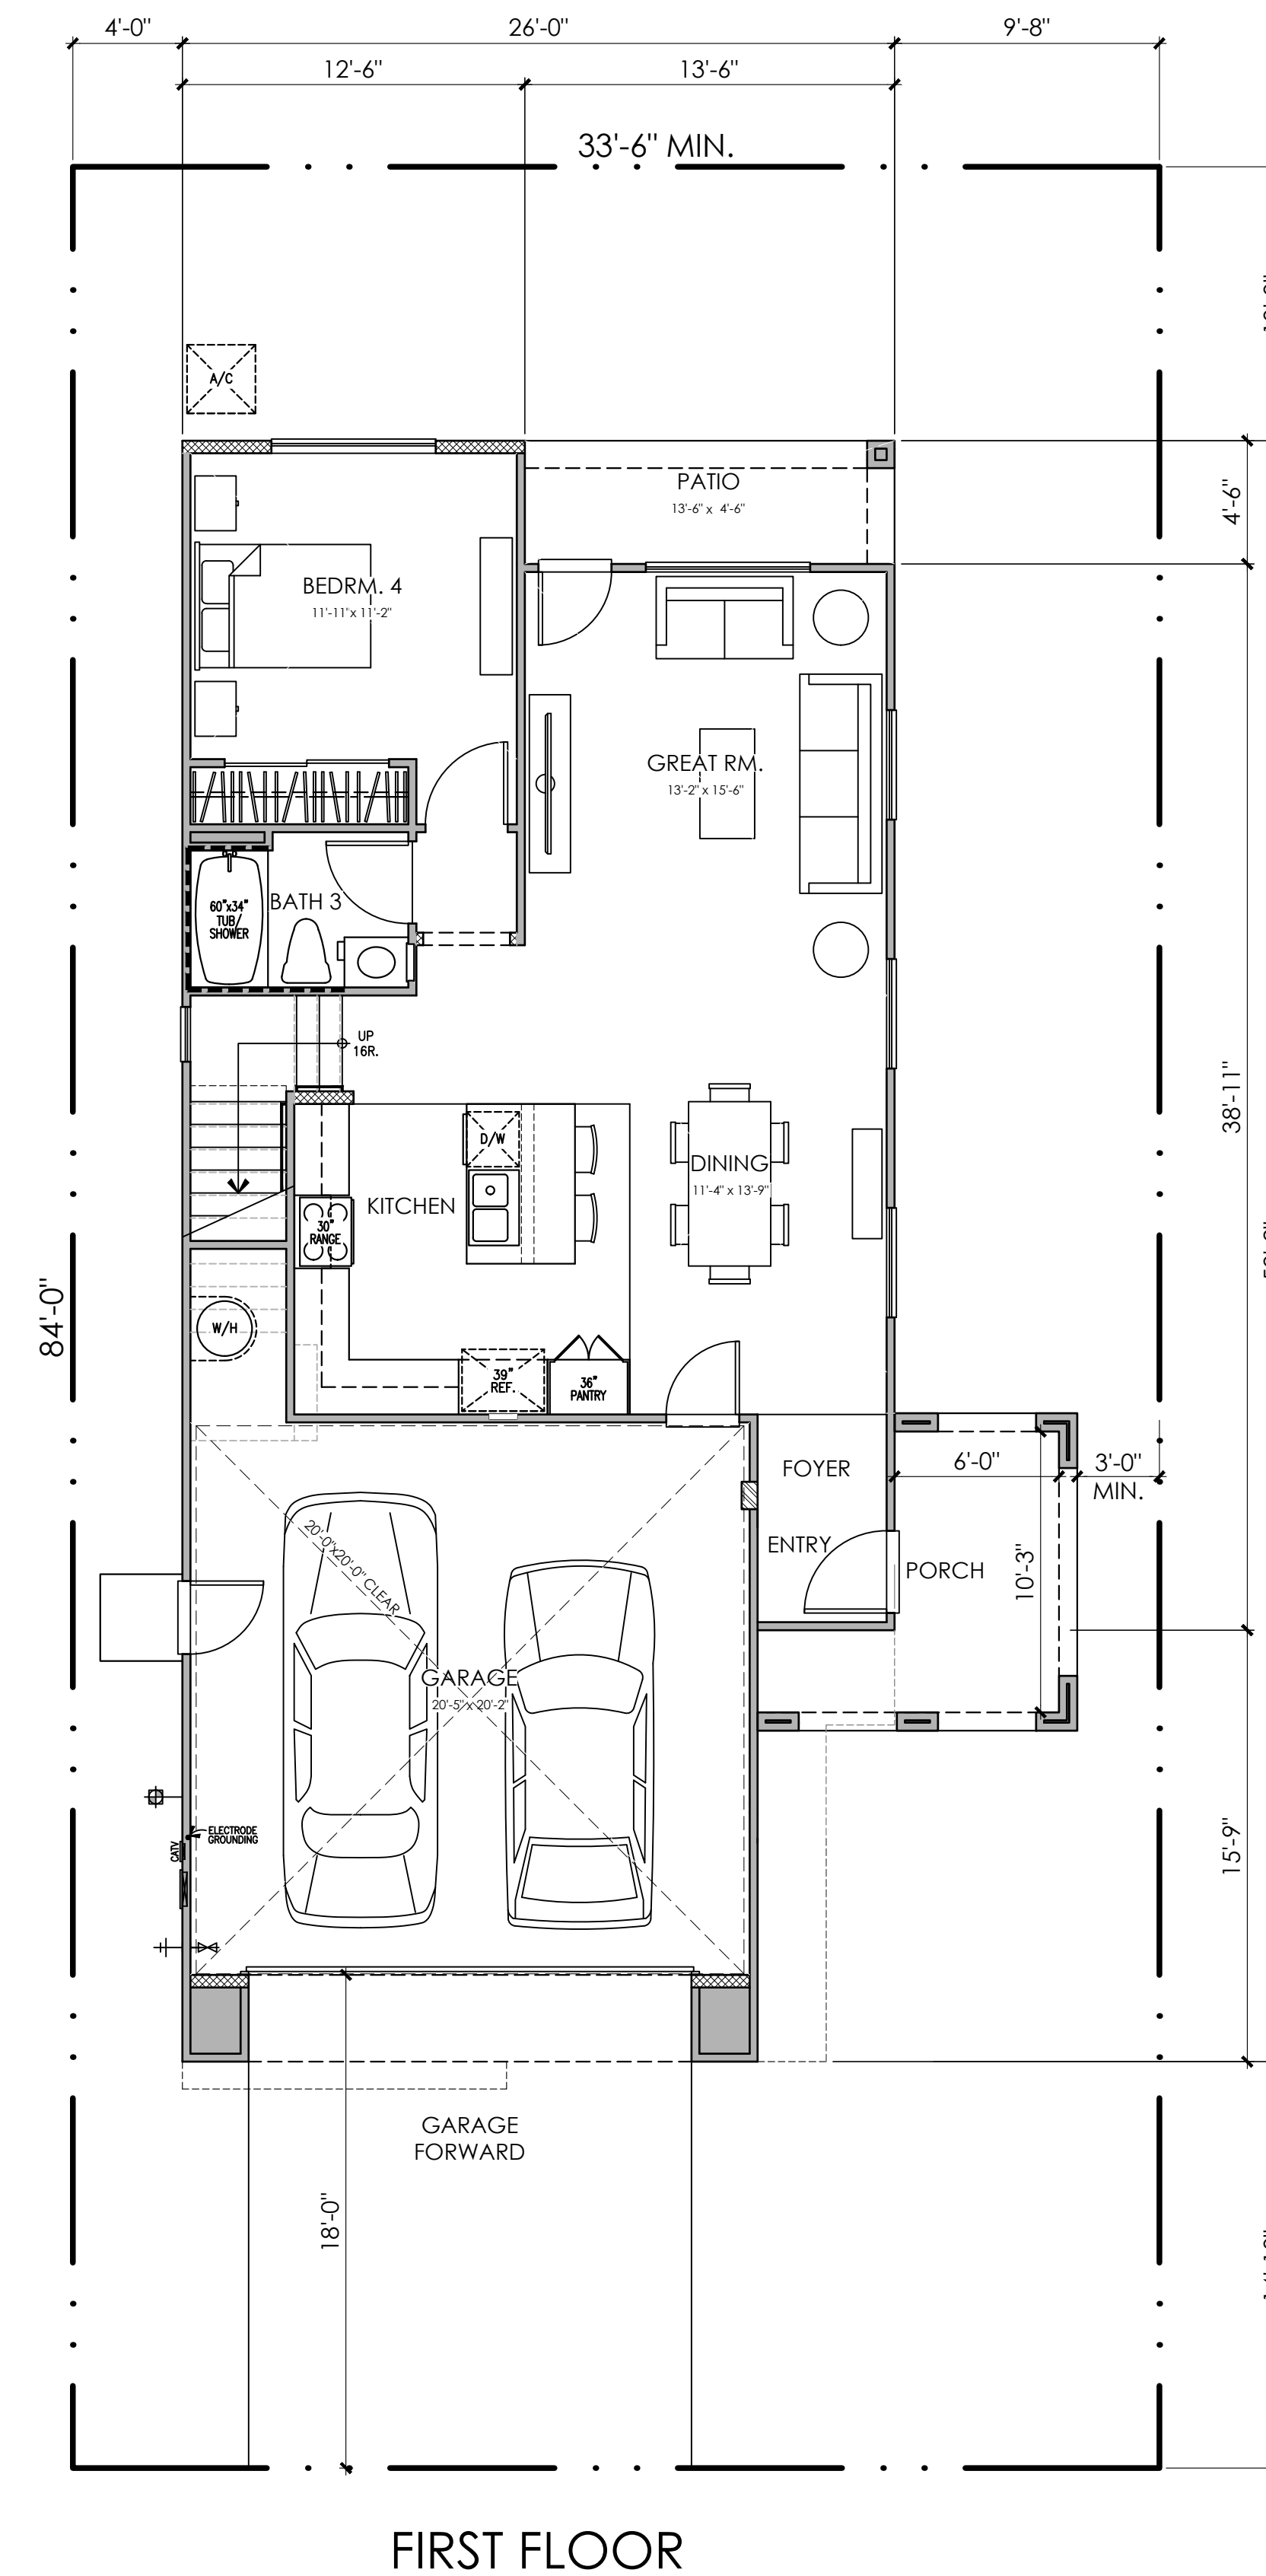 4'-0"
26'-0"
9'-8"
12'-6"
13'-6"
33'-6" MIN.
A/C
PATIO
13'-6" x 4'-6"
4'-6"
BEDRM. 4
11'-11" x 11'-2"
GREAT RM.
13'-2" x 15'-6"
60"x34"
TUB/
SHOWER
BATH 3
UP
16R.
38'-11"
D/W
DINING
11'-4" x 13'-9"
KITCHEN
30"
RANGE
84'-0"
W/H
39"
REF.
36"
PANTRY
FOYER
6'-0"
3'-0"
MIN.
ENTRY
PORCH
10'-3"
20'-0"x20'-0" CLEAR
GARAGE
20'-5" x 20'-2"
ELECTRODE
GROUNDING
CATV
15'-9"
GARAGE
FORWARD
18'-0"
FIRST FLOOR